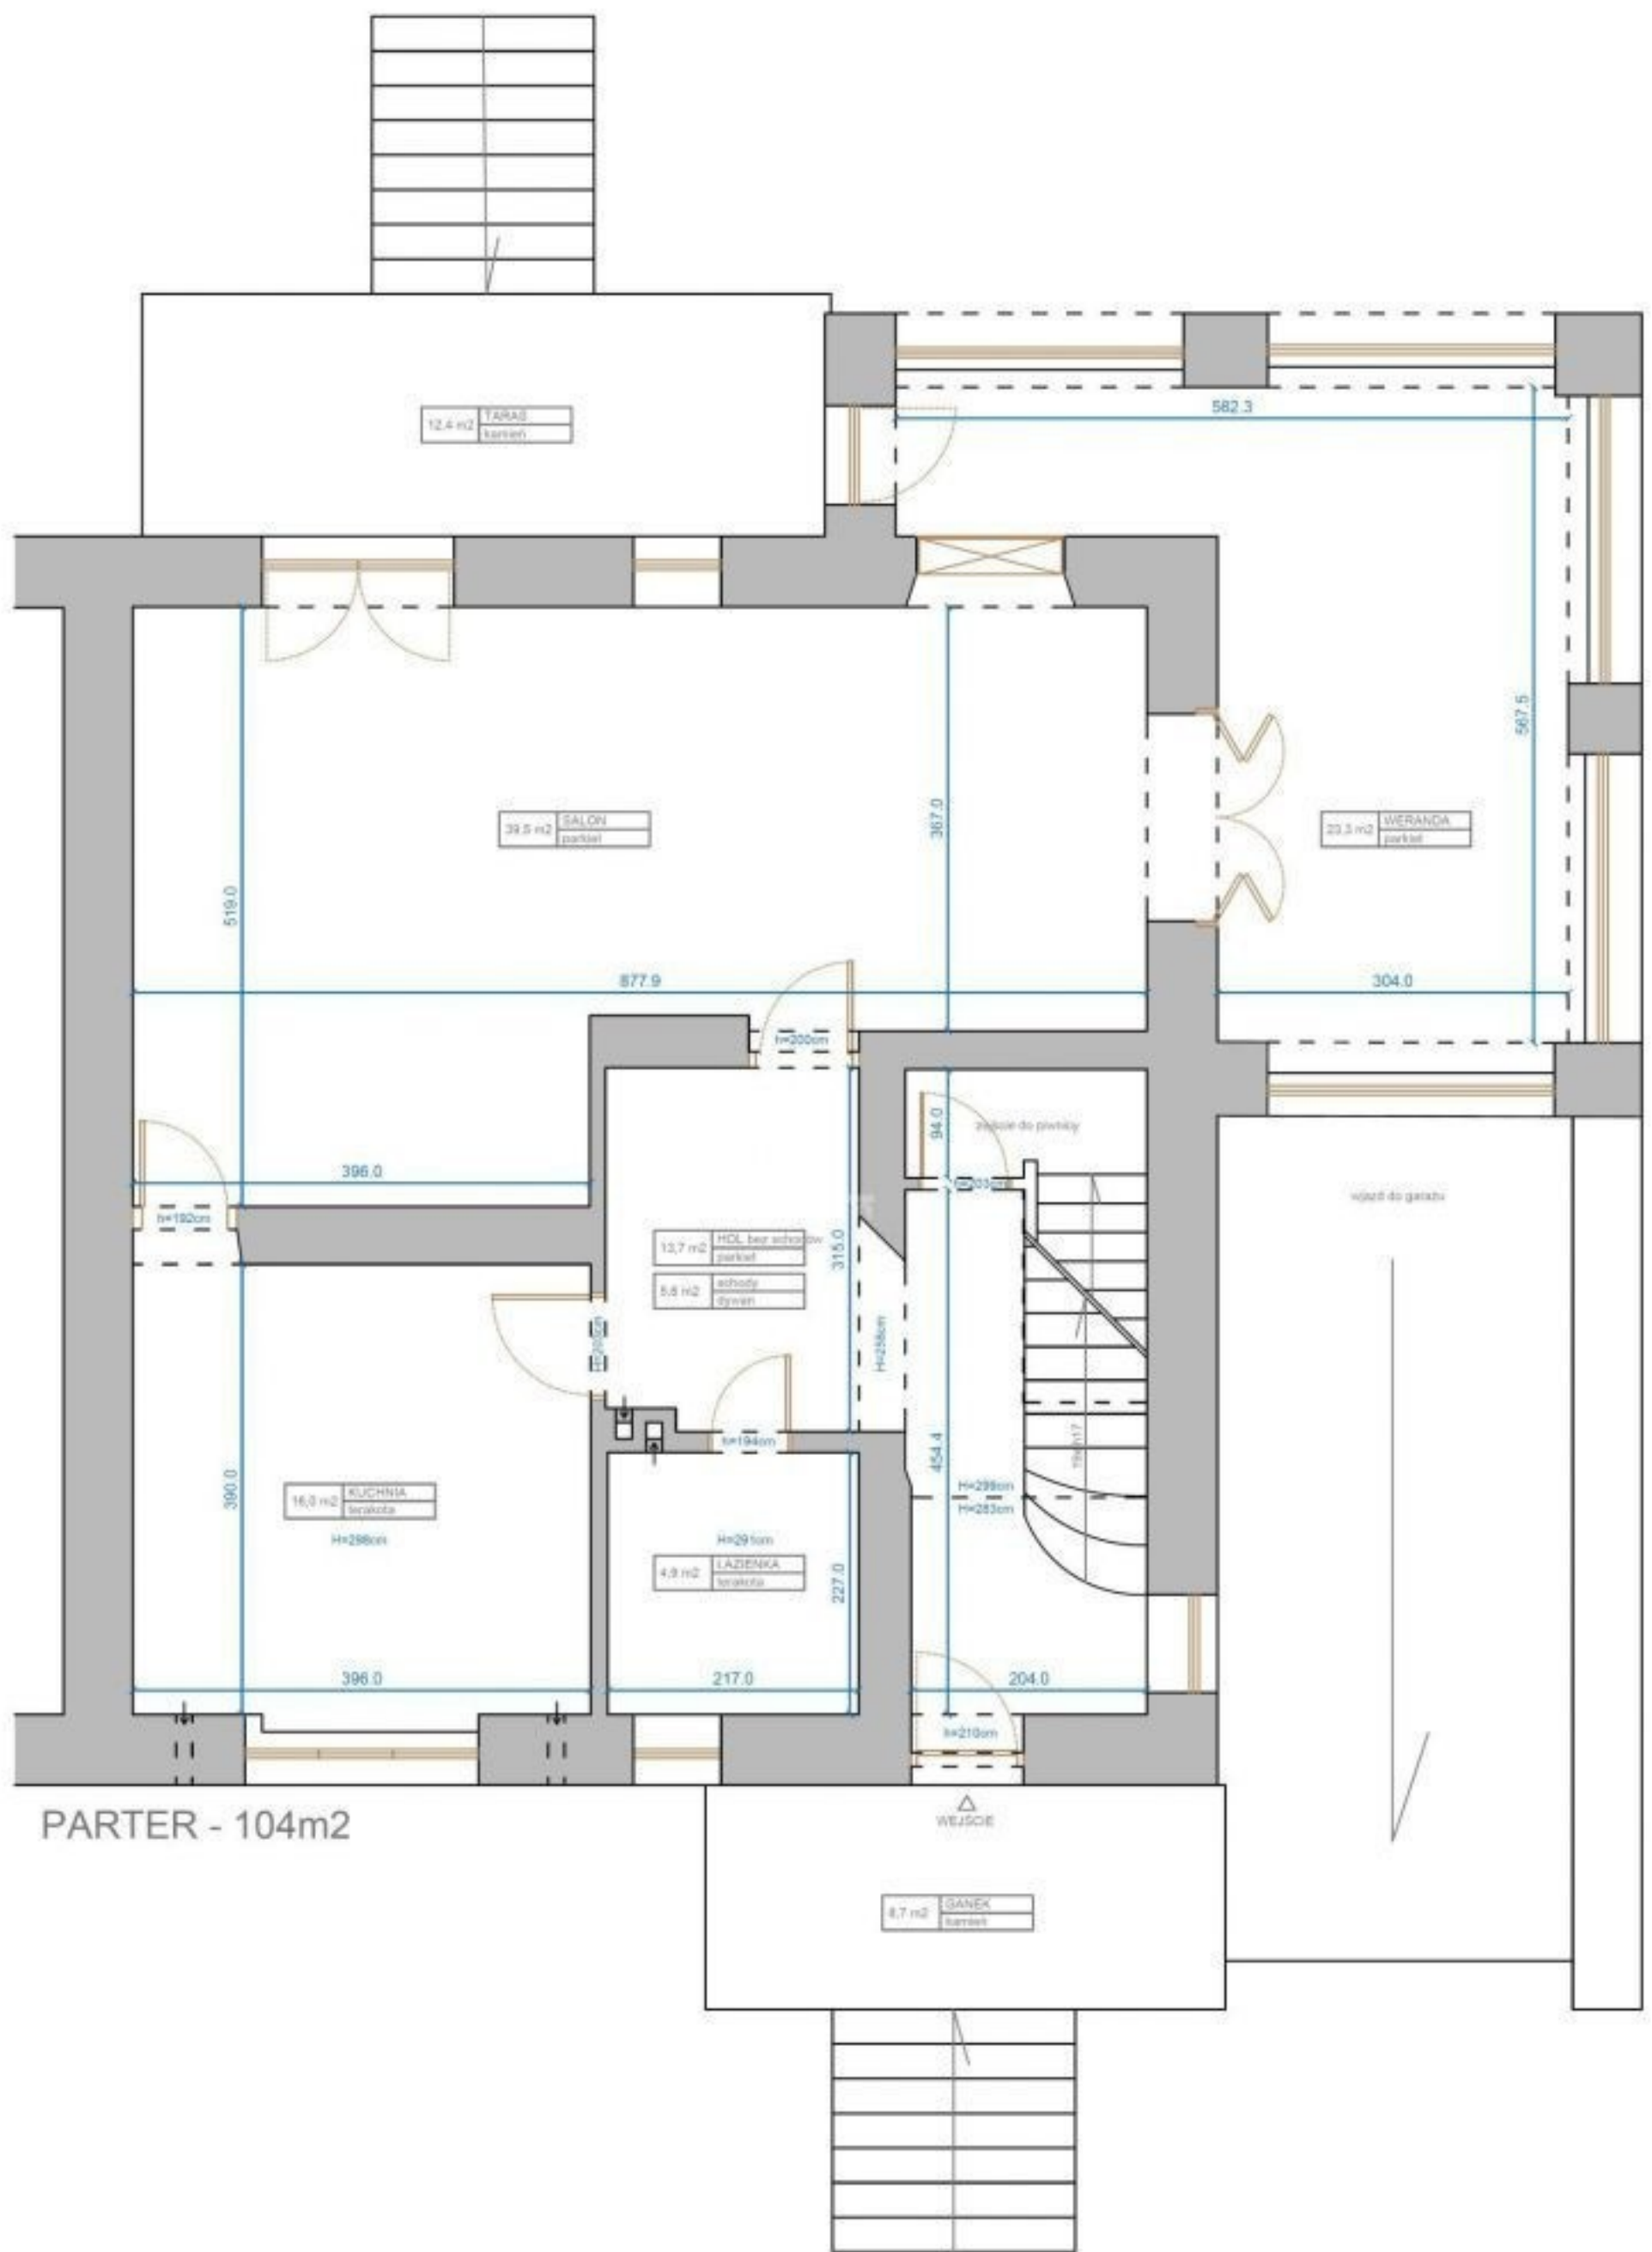 12,4 m2
TARAS
kamień
582.3
567.5
39,5 m2
SALON
parkiet
367.0
23,3 m2
WERANDA
parkiet
519.0
877.9
304.0
h=200cm
94.0
zejście do piwnicy
396.0
h=203cm
h=192cm
wjazd do garażu
13,7 m2
HOL bez schodów
parkiet
315.0
5,8 m2
schody
dywan
H=203cm
H=258cm
h=194cm
19xh17
454.4
390.0
16,0 m2
KUCHNIA
terakota
H=299cm
H=283cm
H=288cm
H=291cm
4,9 m2
ŁAZIENKA
terakota
227.0
396.0
217.0
204.0
h=210cm
PARTER - 104m2
WEJŚCIE
8,7 m2
GANEK
kamień